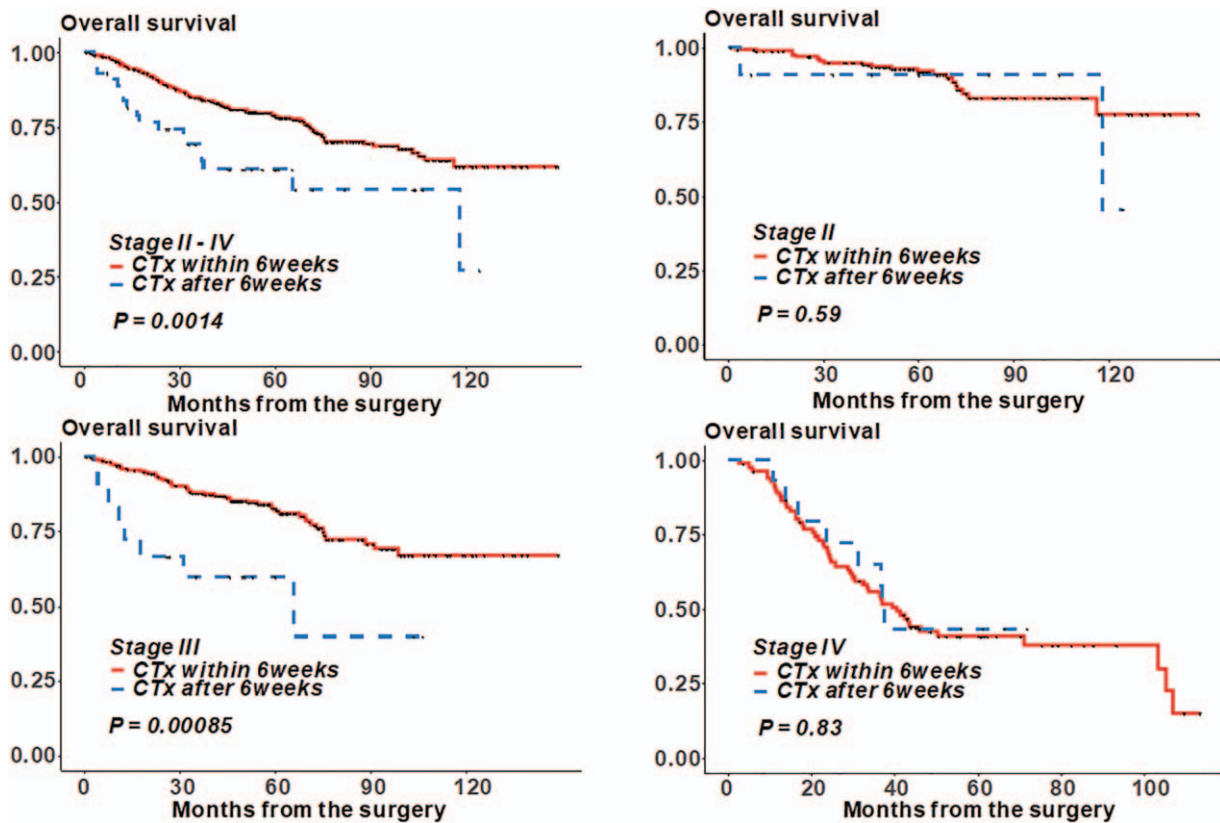 Overall survival
1.00
0.75
0.50
0.25
0.00
Stage II - IV
CTx within 6weeks
CTx after 6weeks
P = 0.0014
0 30 60 90 120
Months from the surgery
Overall survival
1.00
0.75
0.50
0.25
0.00
Stage II
CTx within 6weeks
CTx after 6weeks
P = 0.59
0 30 60 90 120
Months from the surgery
Overall survival
1.00
0.75
0.50
0.25
0.00
Stage III
CTx within 6weeks
CTx after 6weeks
P = 0.00085
0 30 60 90 120
Months from the surgery
Overall survival
1.00
0.75
0.50
0.25
0.00
Stage IV
CTx within 6weeks
CTx after 6weeks
P = 0.83
0 20 40 60 80 100
Months from the surgery